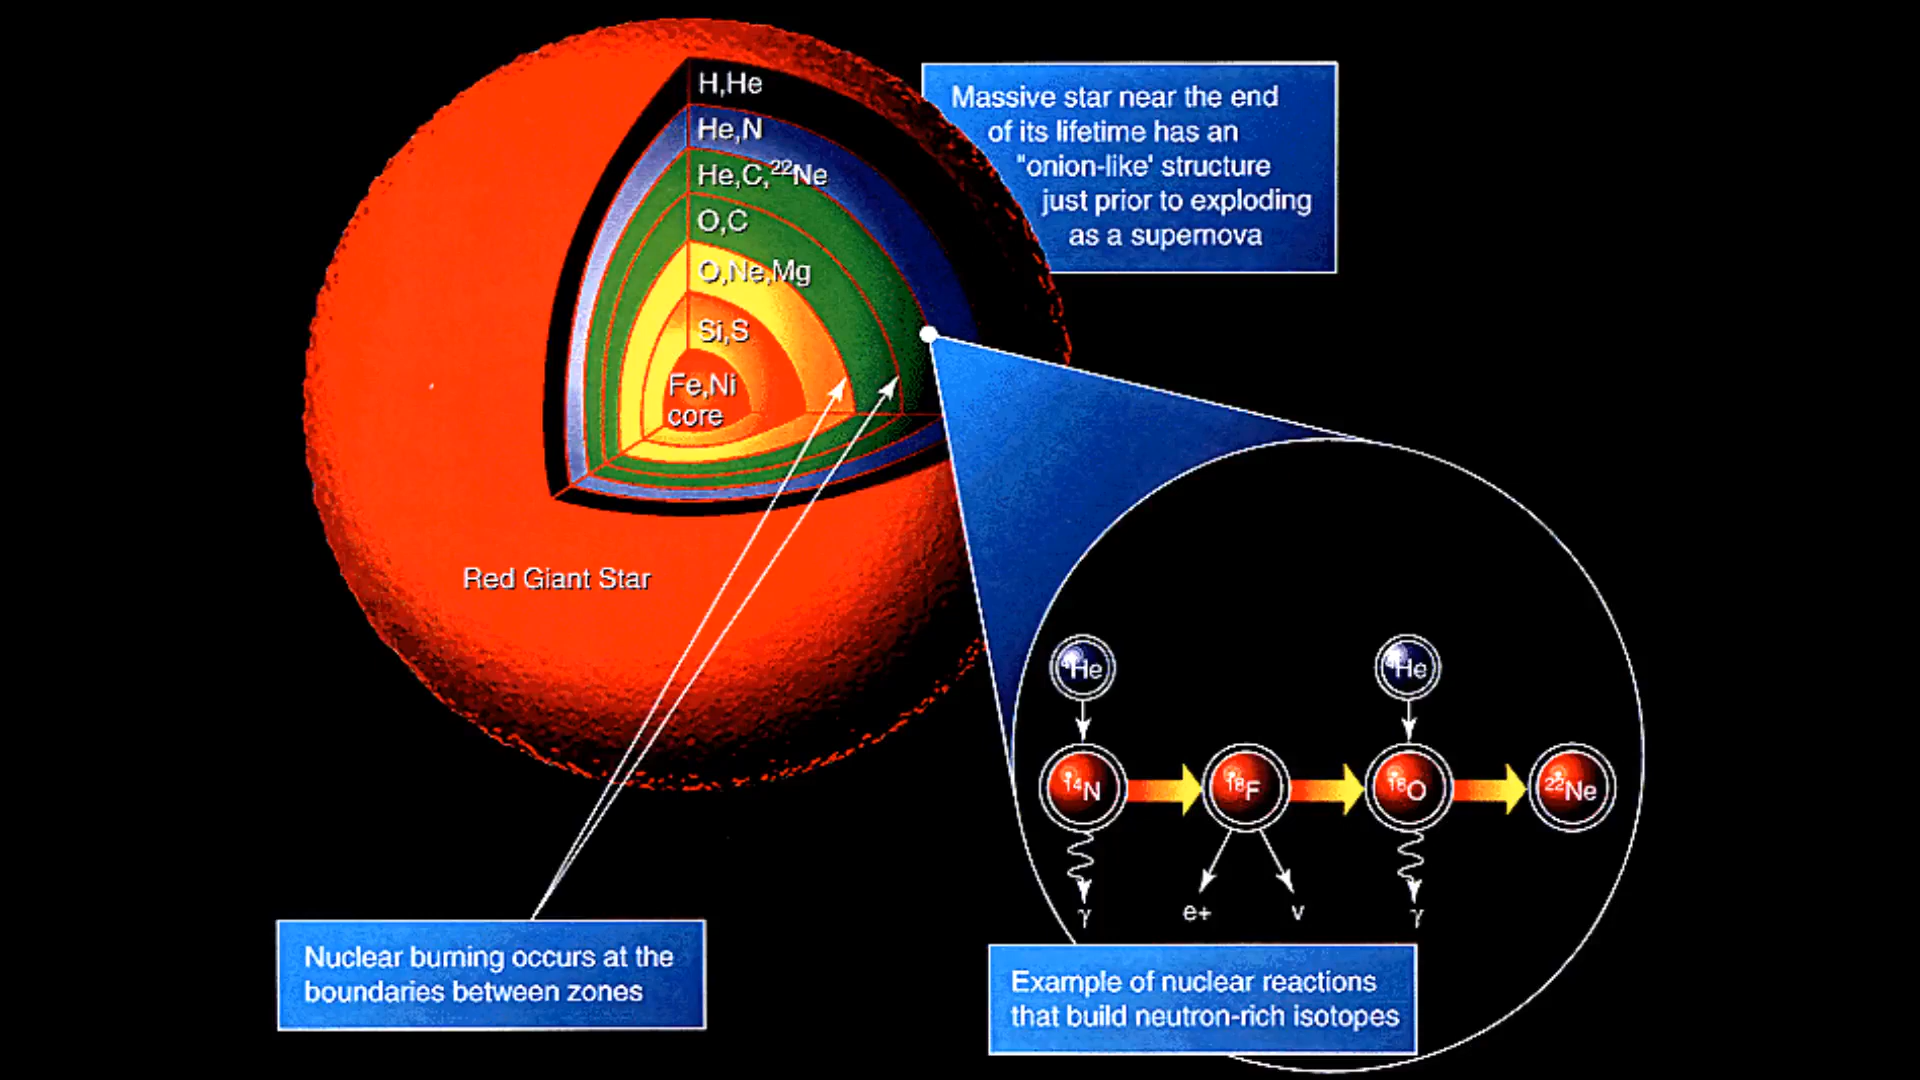 H,He
He,N
He,C,²²Ne
O,C
O,Ne,Mg
Si,S
Fe,Ni
core
Massive star near the end
of its lifetime has an
"onion-like' structure
just prior to exploding
as a supernova
Red Giant Star
⁴He
⁴He
¹⁴N
¹⁸F
¹⁸O
²²Ne
γ
e+
ν
γ
Nuclear burning occurs at the
boundaries between zones
Example of nuclear reactions
that build neutron-rich isotopes